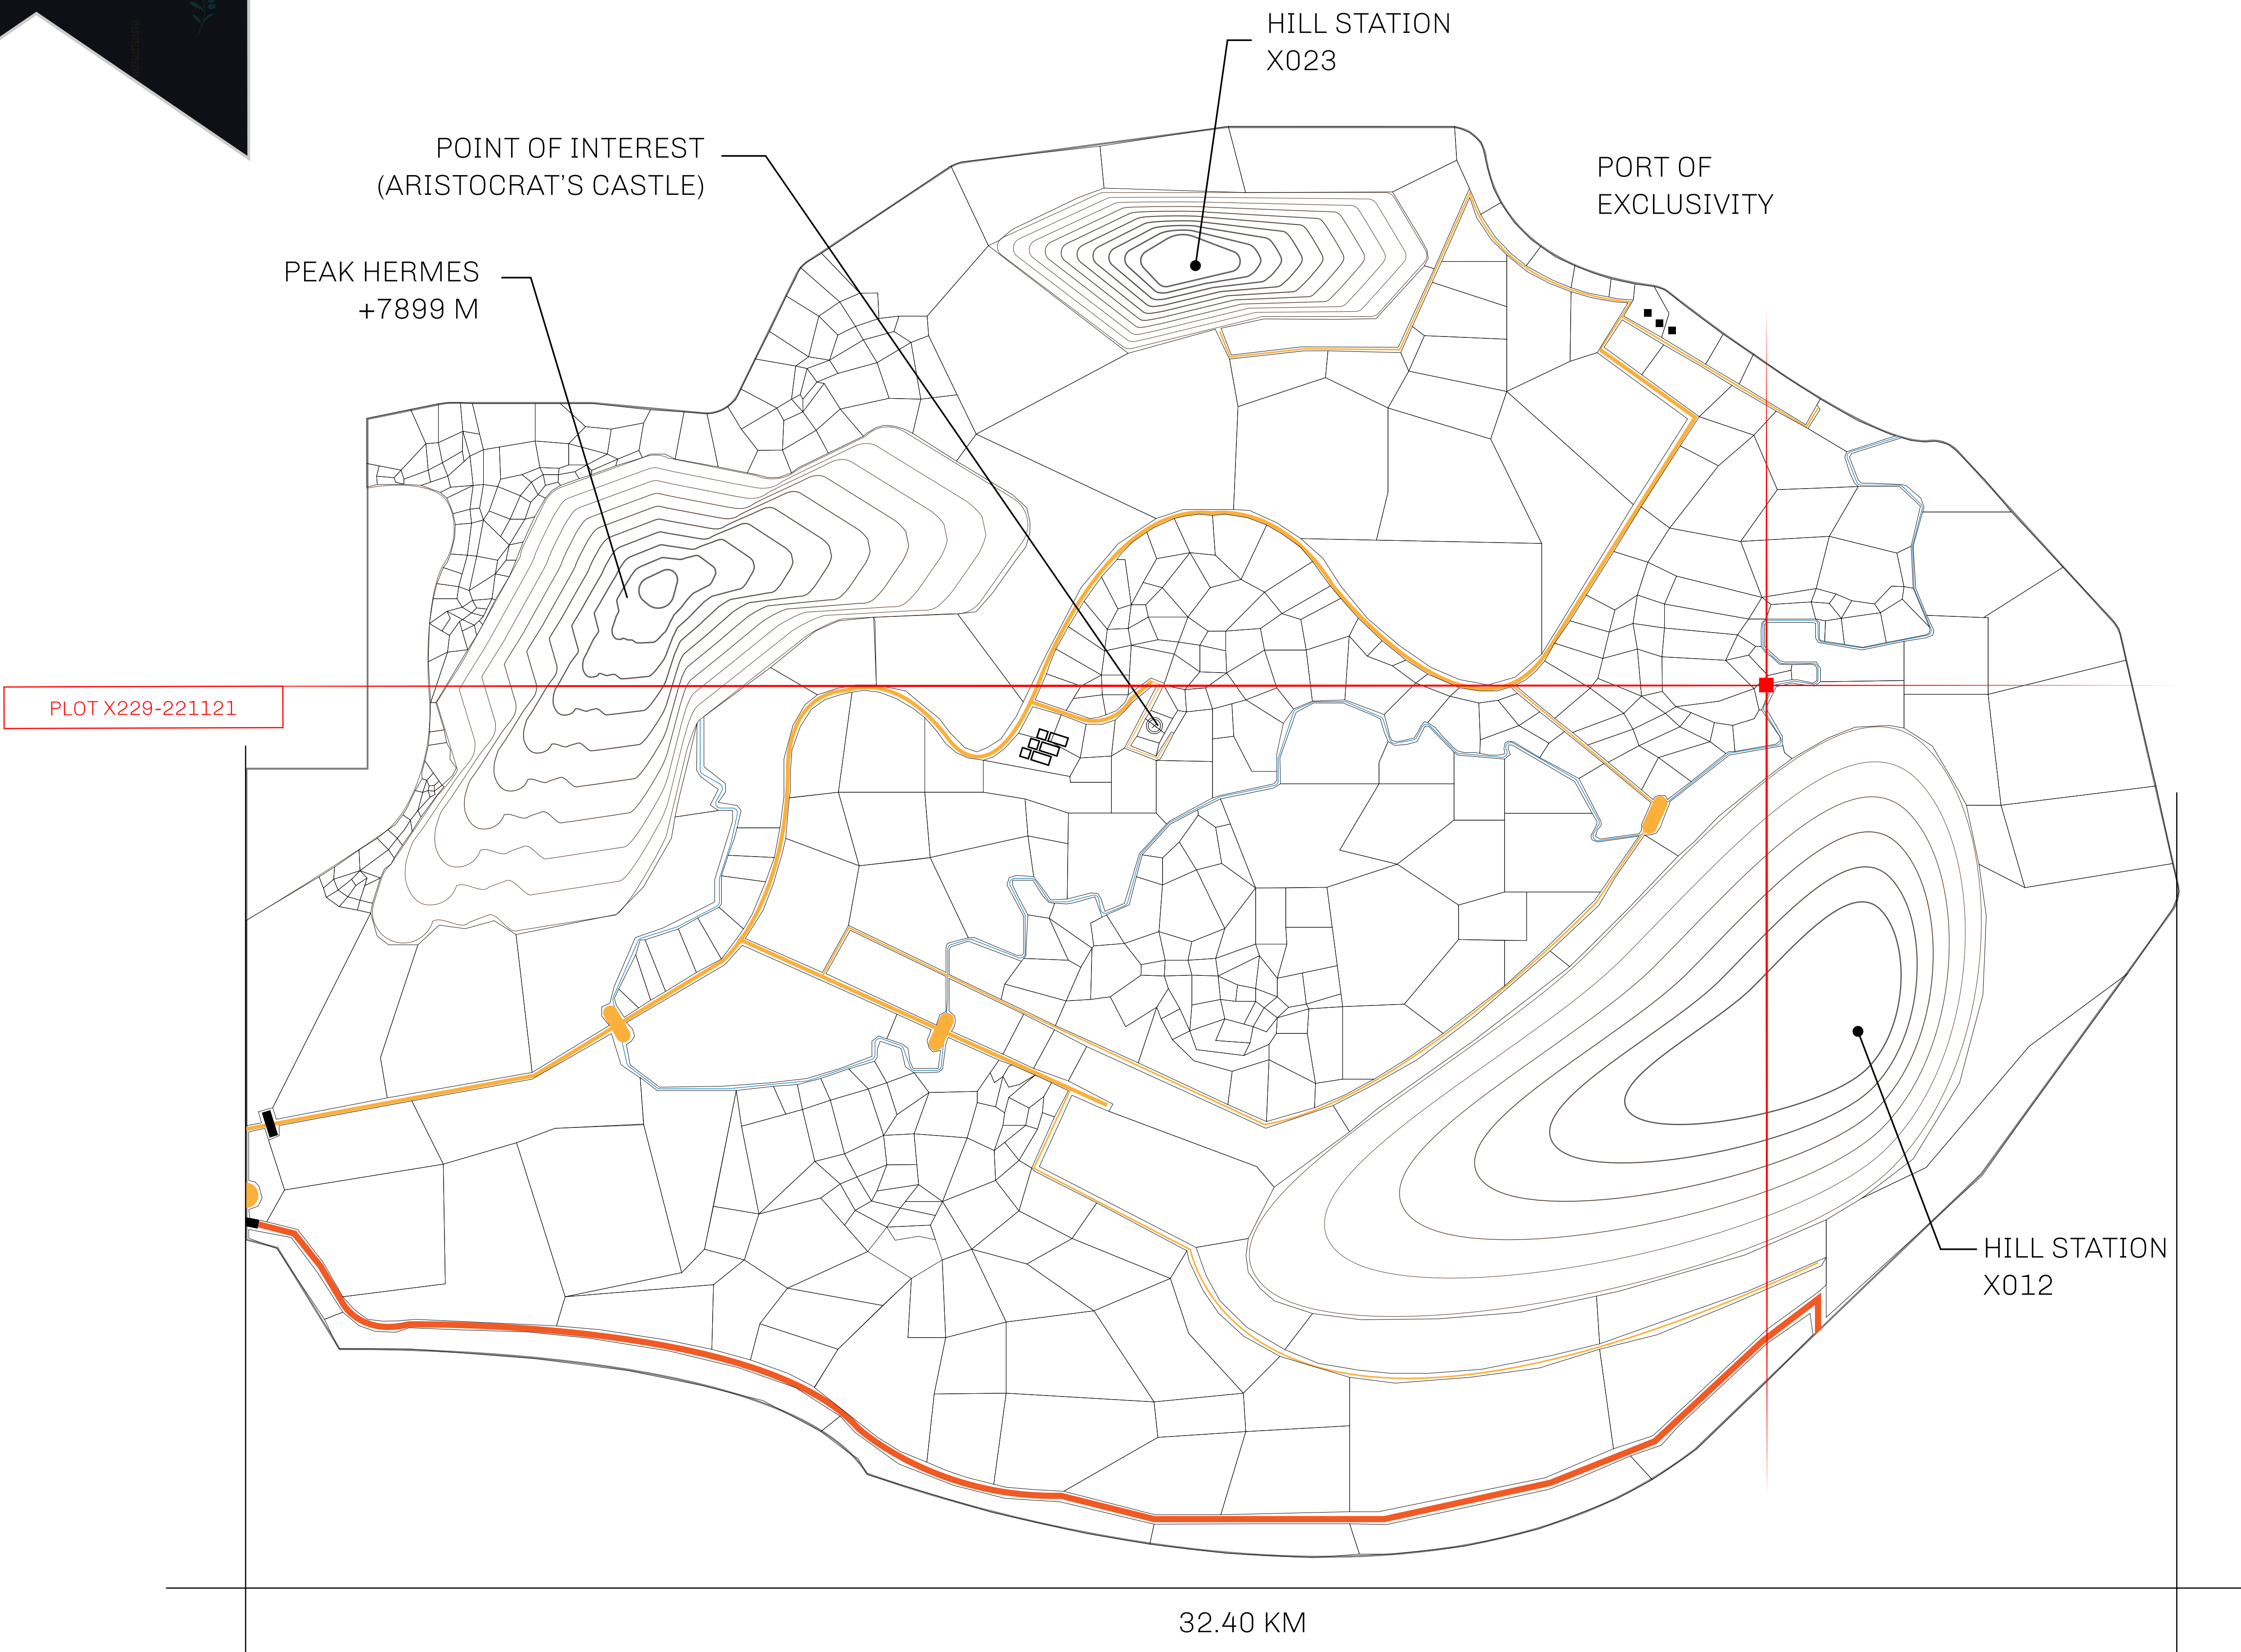 HILL STATION
X023
POINT OF INTEREST
(ARISTOCRAT'S CASTLE)
PORT OF
EXCLUSIVITY
PEAK HERMES
+7899 M
PLOT X229-221121
HILL STATION
X012
32.40 KM